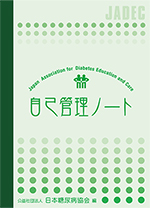 JADEC
Japan Association for Diabetes Education and Care
自己管理ノート
公益社団法人 日本糖尿病協会 編